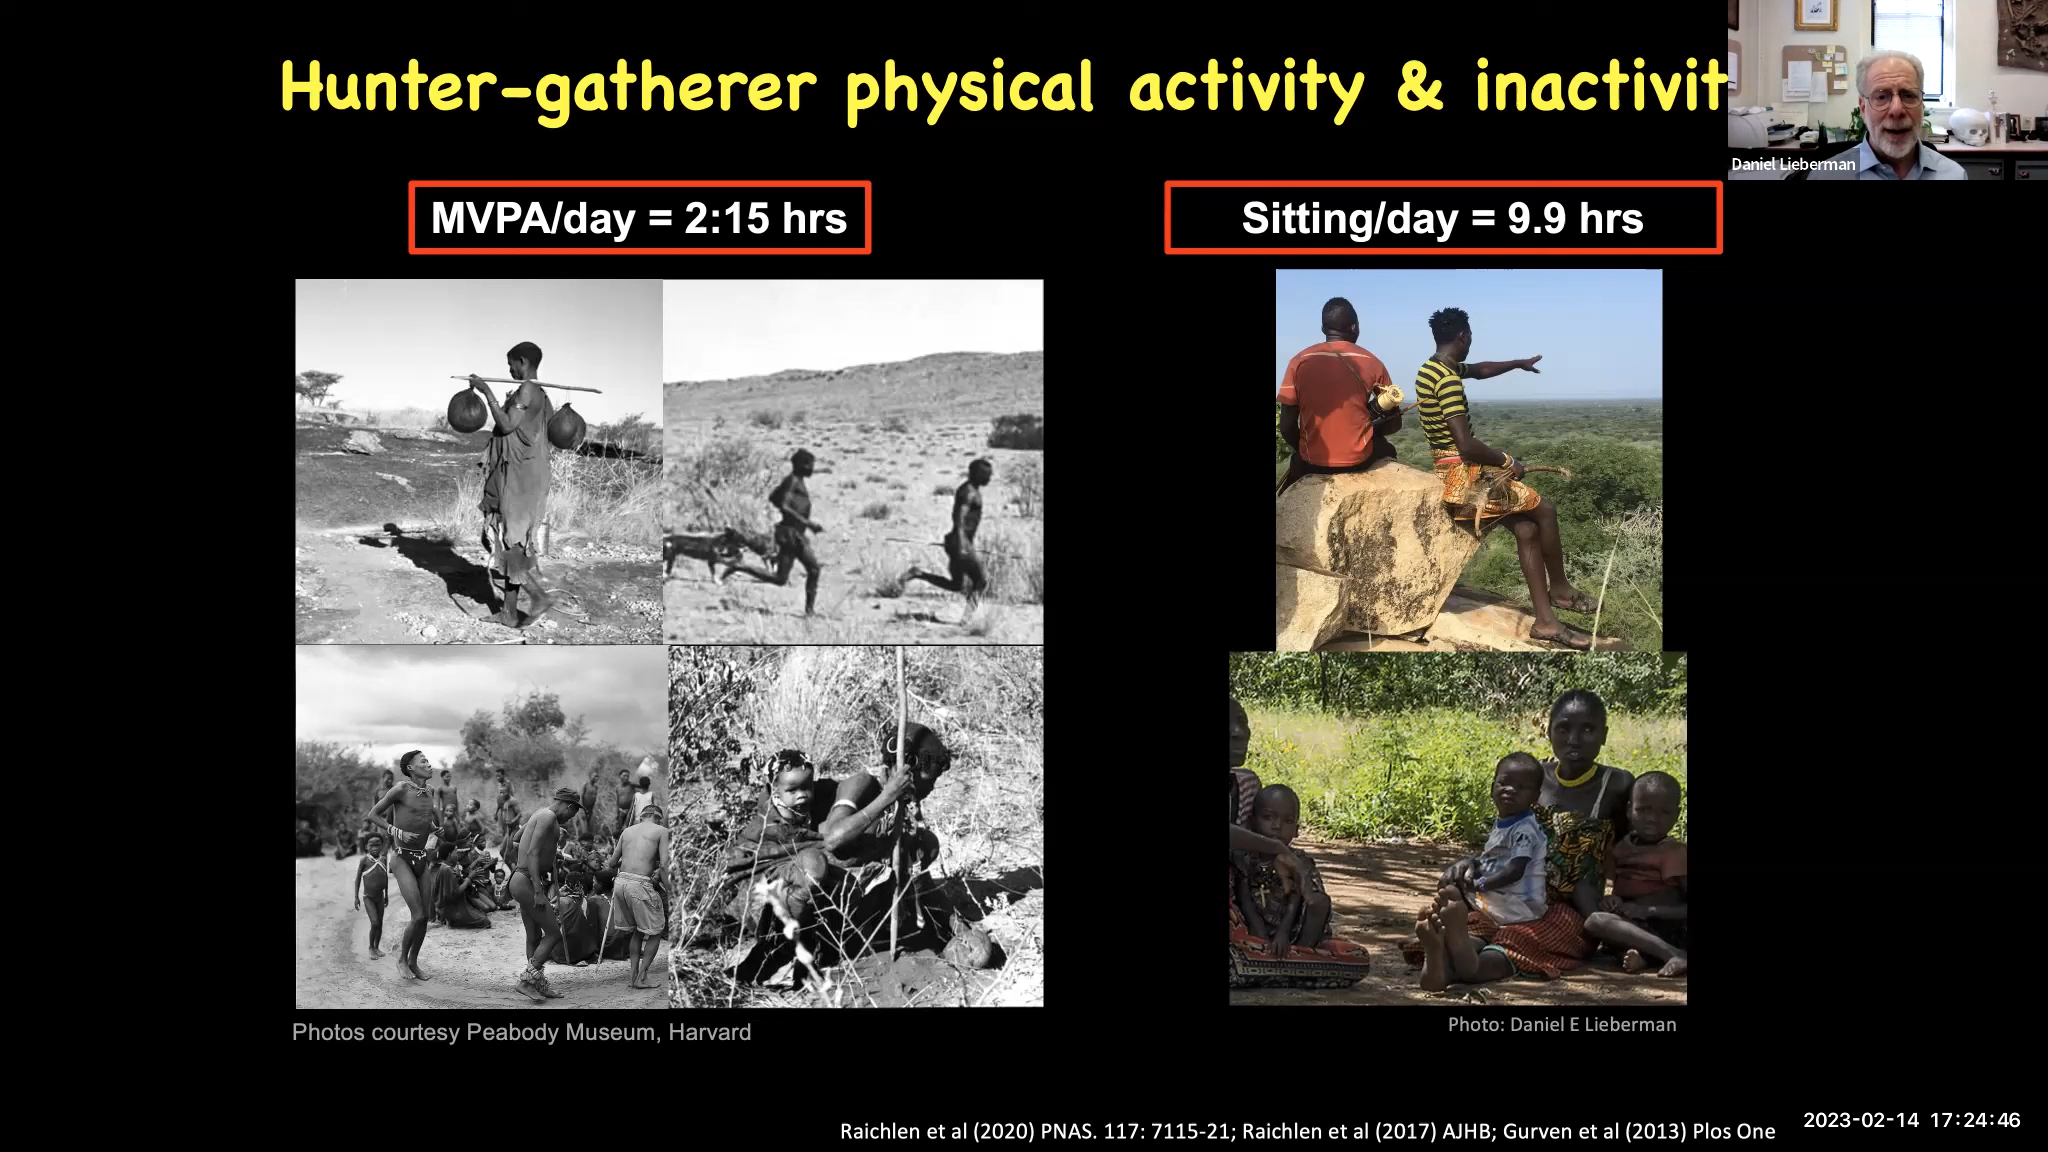 Hunter-gatherer physical activity & inactivit
Daniel Lieberman
MVPA/day = 2:15 hrs
Sitting/day = 9.9 hrs
Photos courtesy Peabody Museum, Harvard
Photo: Daniel E Lieberman
Raichlen et al (2020) PNAS. 117: 7115-21; Raichlen et al (2017) AJHB; Gurven et al (2013) Plos One
2023-02-14 17:24:46